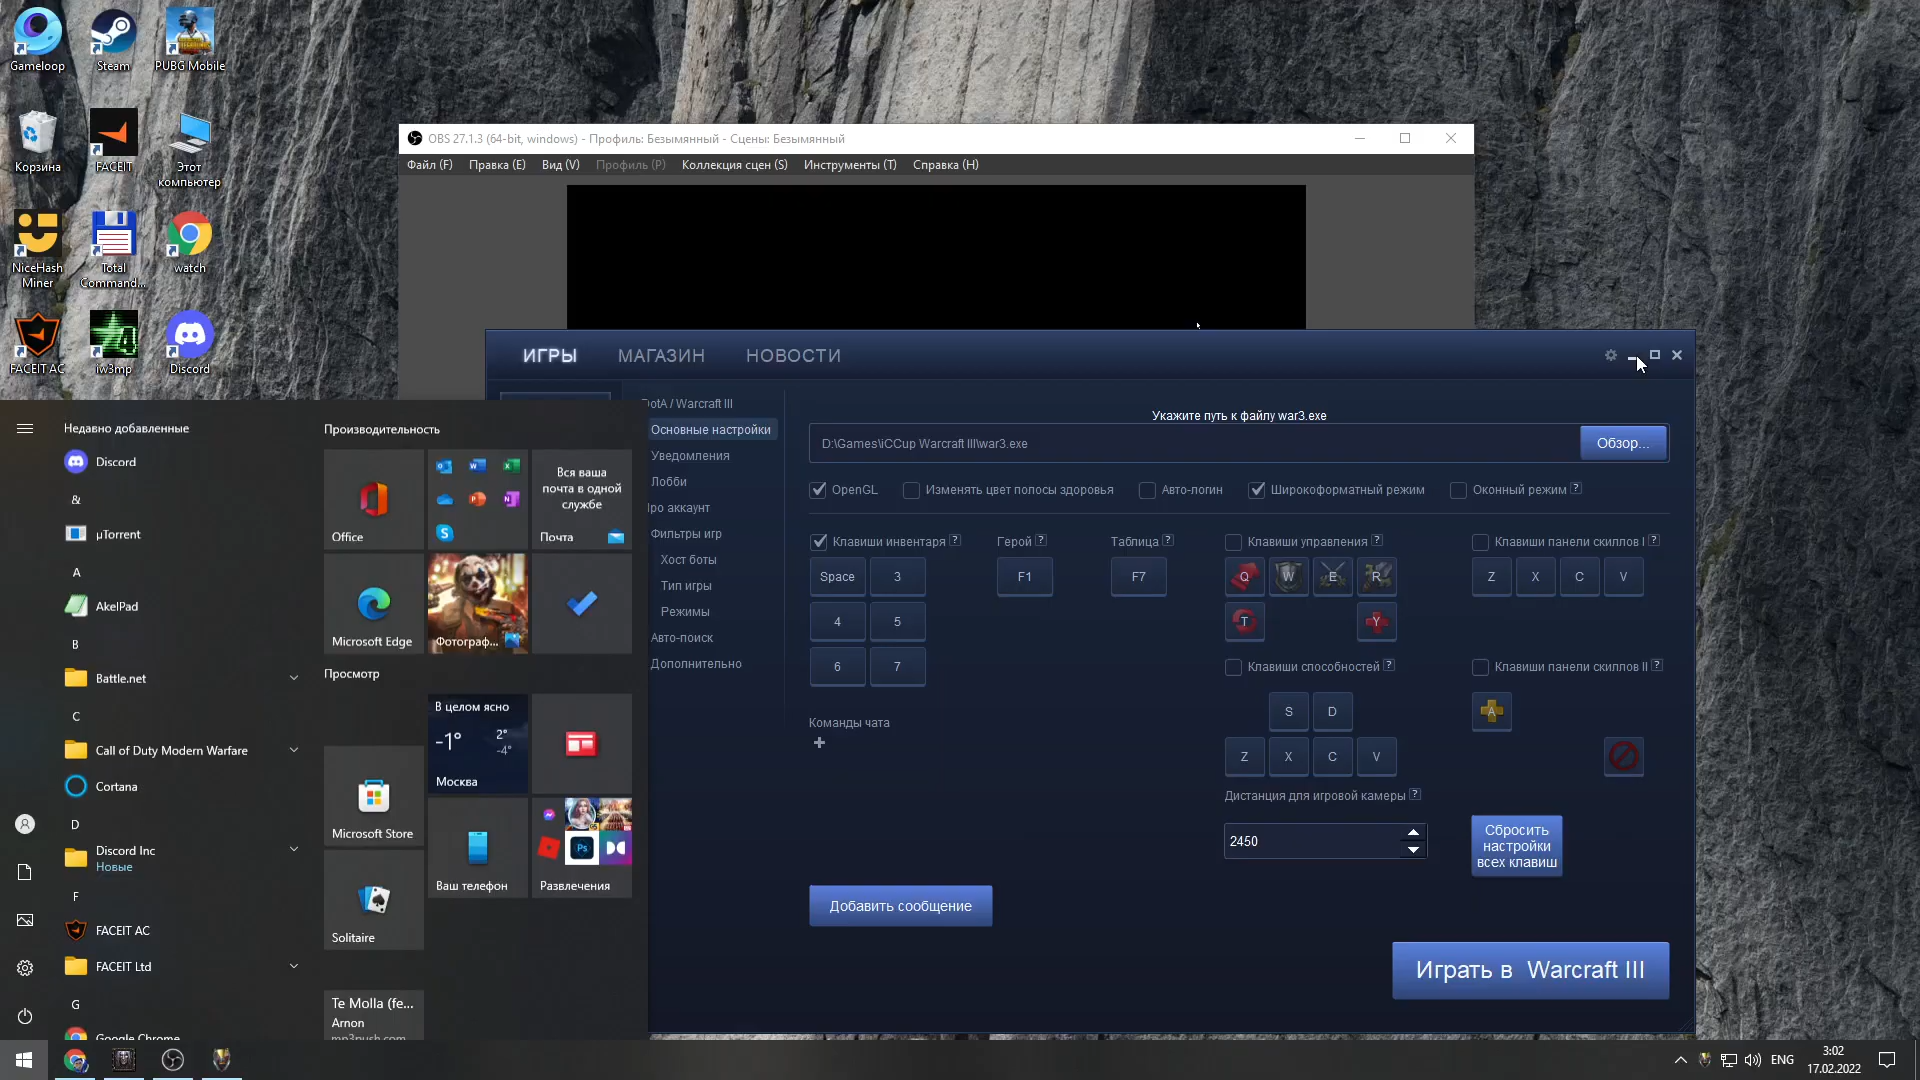 Gameloop
Steam
PUBG Mobile
Корзина
FACEIT
Этот
компьютер
NiceHash
Miner
Total
Command...
watch
FACEIT AC
iw3mp
Discord
OBS 27.1.3 (64-bit, windows) - Профиль: Безымянный - Сцены: Безымянный
Файл (F)
Правка (E)
Вид (V)
Профиль (P)
Коллекция сцен (S)
Инструменты (T)
Справка (H)
ИГРЫ
МАГАЗИН
НОВОСТИ
DotA / Warcraft III
Основные настройки
Уведомления
Лобби
Про аккаунт
Фильтры игр
Хост боты
Тип игры
Режимы
Авто-поиск
Дополнительно
Укажите путь к файлу war3.exe
D:\Games\iCCup Warcraft III\war3.exe
Обзор...
OpenGL
Изменять цвет полосы здоровья
Авто-логин
Широкоформатный режим
Оконный режим ?
Клавиши инвентаря ?
Space
3
4
5
6
7
Герой ?
F1
Таблица ?
F7
Клавиши управления ?
Q
W
E
R
T
Y
Клавиши панели скиллов I ?
Z
X
C
V
Клавиши способностей ?
S
D
Z
X
C
V
Клавиши панели скиллов II ?
A
Команды чата
+
Дистанция для игровой камеры ?
2450
Сбросить
настройки
всех клавиш
Добавить сообщение
Играть в Warcraft III
Недавно добавленные
Discord
&
µTorrent
A
AkelPad
B
Battle.net
C
Call of Duty Modern Warfare
Cortana
D
Discord Inc
Новые
F
FACEIT AC
FACEIT Ltd
G
Google Chrome
Производительность
Office
Вся ваша
почта в одной
службе
Почта
Microsoft Edge
Фотограф...
Просмотр
В целом ясно
-1°
2°
-4°
Москва
Microsoft Store
Ваш телефон
Ps
Развлечения
Solitaire
Te Molla (fe...
Arnon
mp3push.com
ENG
3:02
17.02.2022